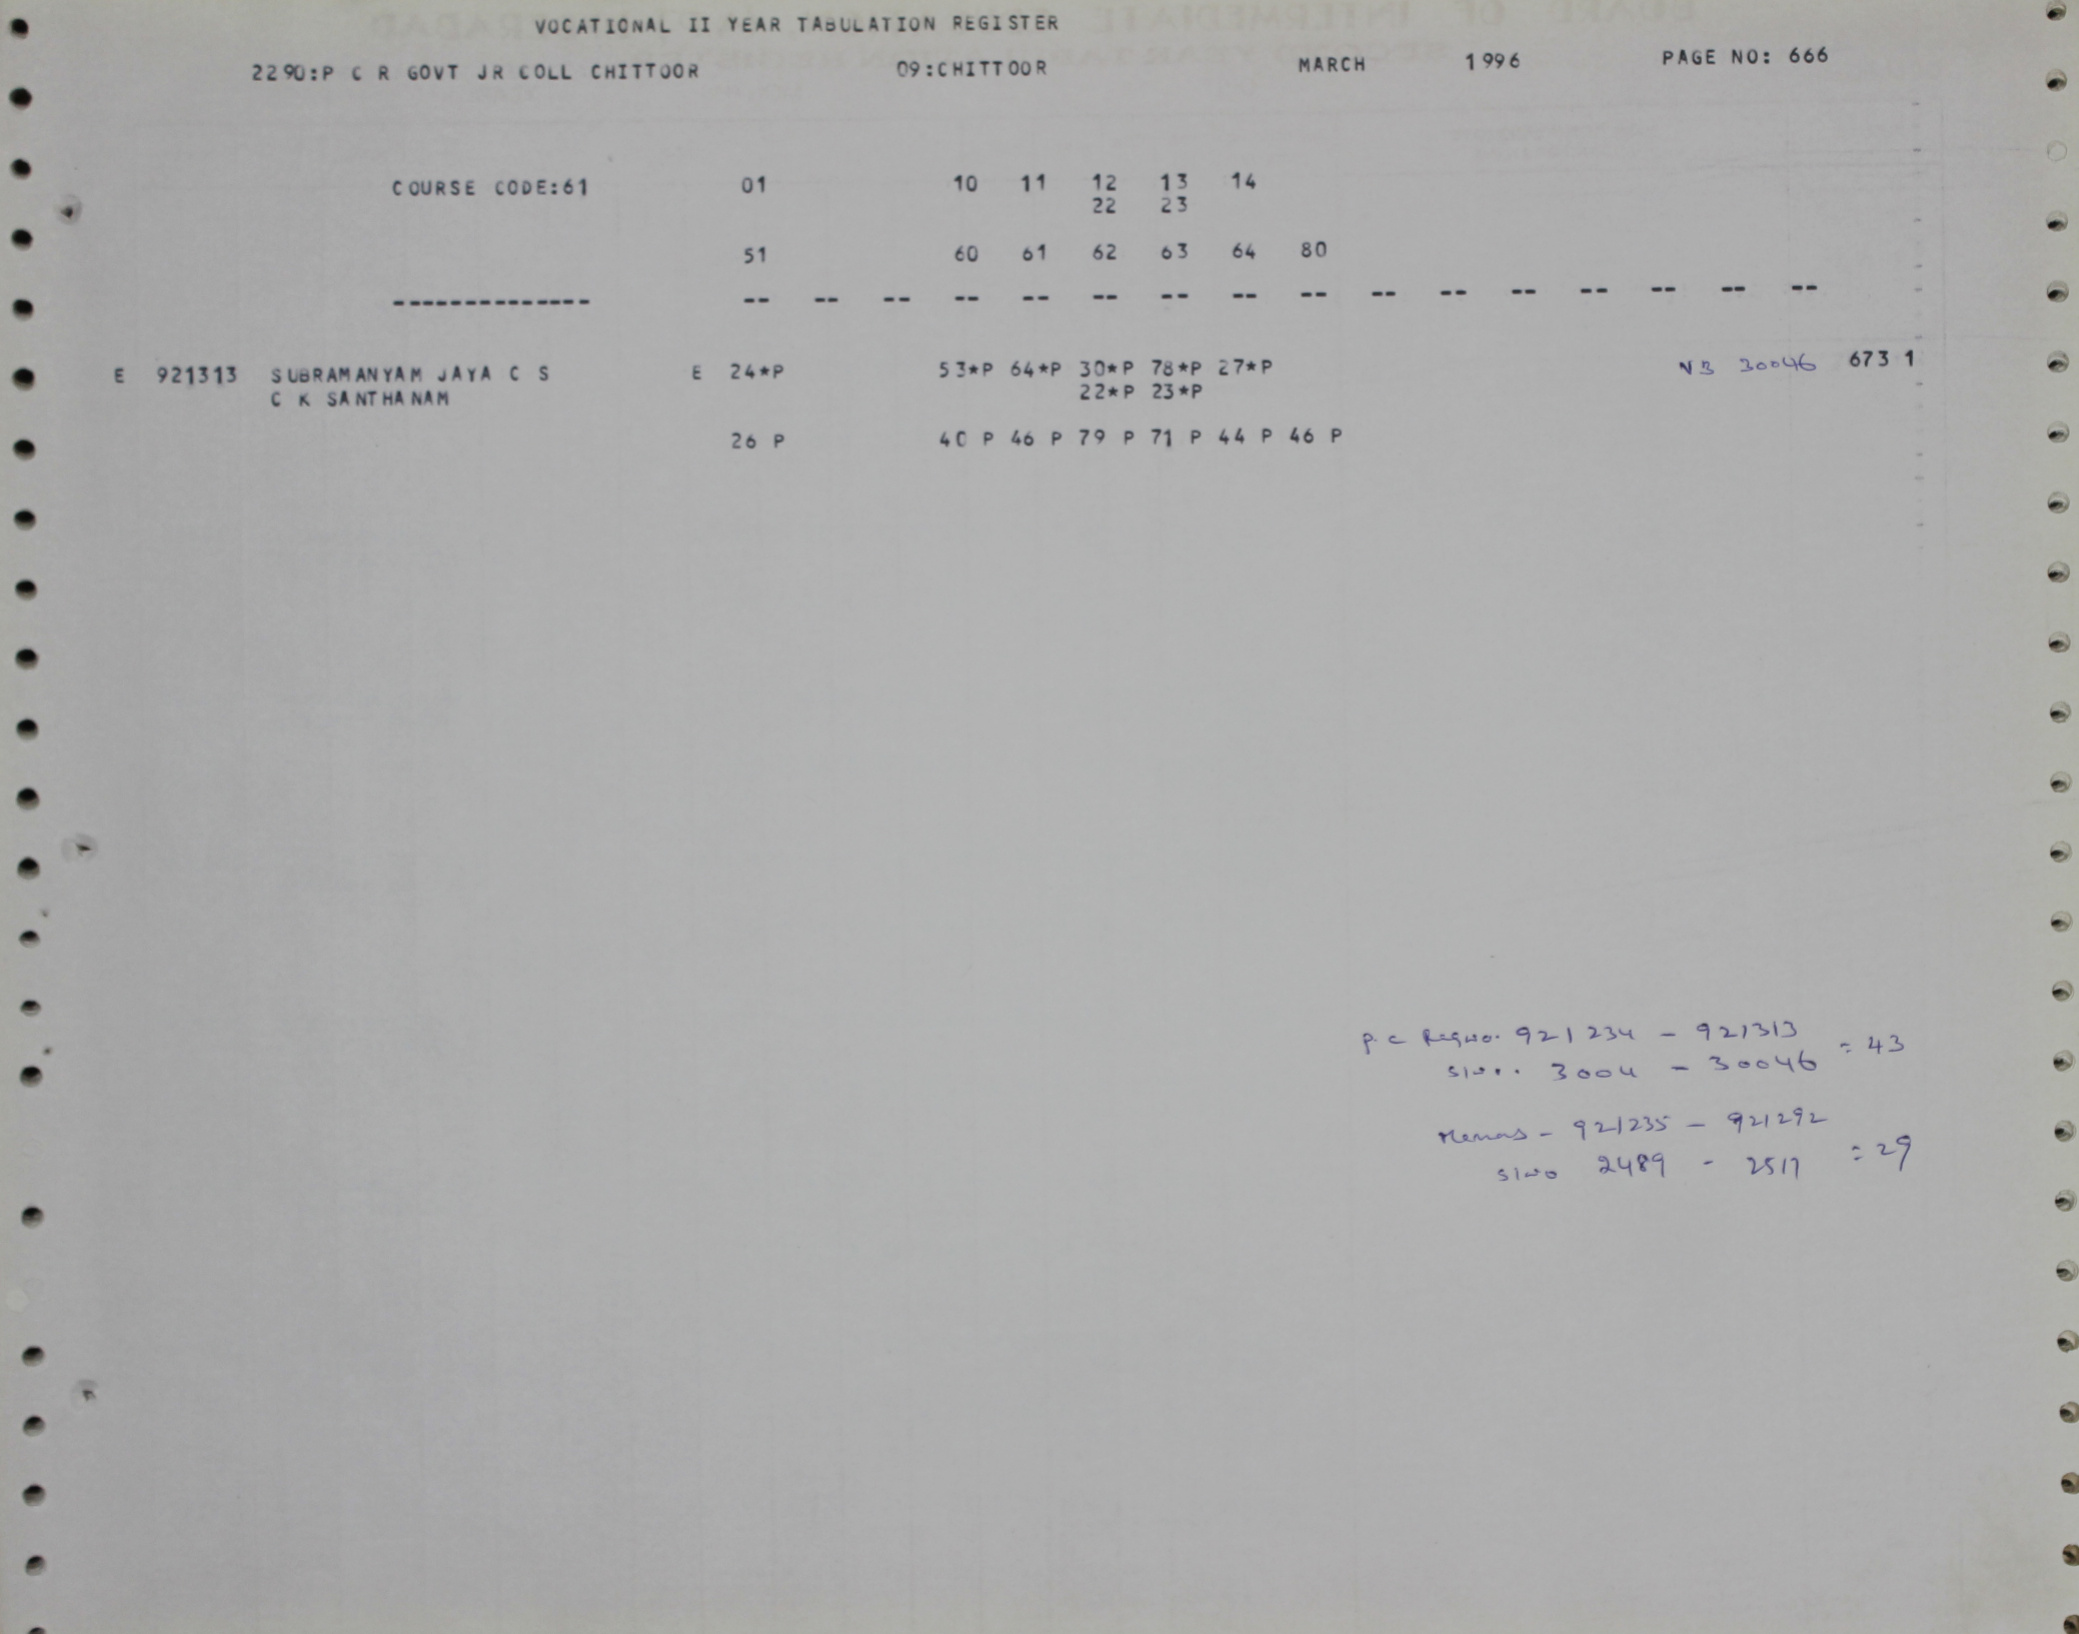 VOCATIONAL II YEAR TABULATION REGISTER
2290:P C R GOVT JR COLL CHITTOOR 09:CHITTOOR MARCH 1996 PAGE NO: 666
COURSE CODE:61 01 10 11 12 13 14
22 23
51 60 61 62 63 64 80
-------------- -- -- -- -- -- -- -- -- -- -- -- -- -- -- -- --
E 921313 SUBRAMANYAM JAYA C S E 24*P 53*P 64*P 30*P 78*P 27*P VB 30046 673 1
C K SANTHANAM 22*P 23*P
26 P 40 P 46 P 79 P 71 P 44 P 46 P
P.C Regno. 921234 - 921313
= 43
Slno. 3004 - 30046
Memos - 921235 - 921292
Slno 2489 - 2517 = 29